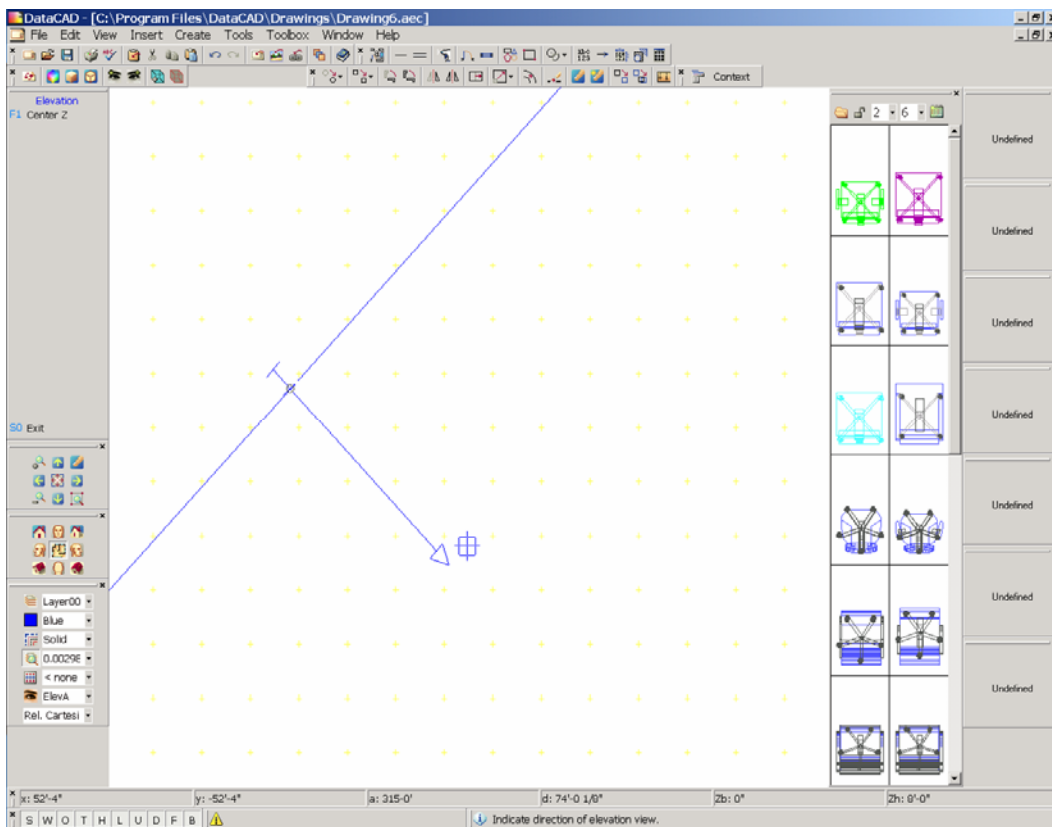 DataCAD - [C:\Program Files\DataCAD\Drawings\Drawing6.aec]
File Edit View Insert Create Tools Toolbox Window Help
Context
Elevation
F1 Center Z
S0 Exit
Layer00
Blue
Solid
0.0029
< none
ElevA
Rel. Cartesi
2 6
Undefined
Undefined
Undefined
Undefined
Undefined
Undefined
Undefined
x: 52'-4" y: -52'-4" a: 315-0' d: 74'-0 1/8" Zb: 0" Zh: 8'-0"
S W O T H L U D F B Indicate direction of elevation view.